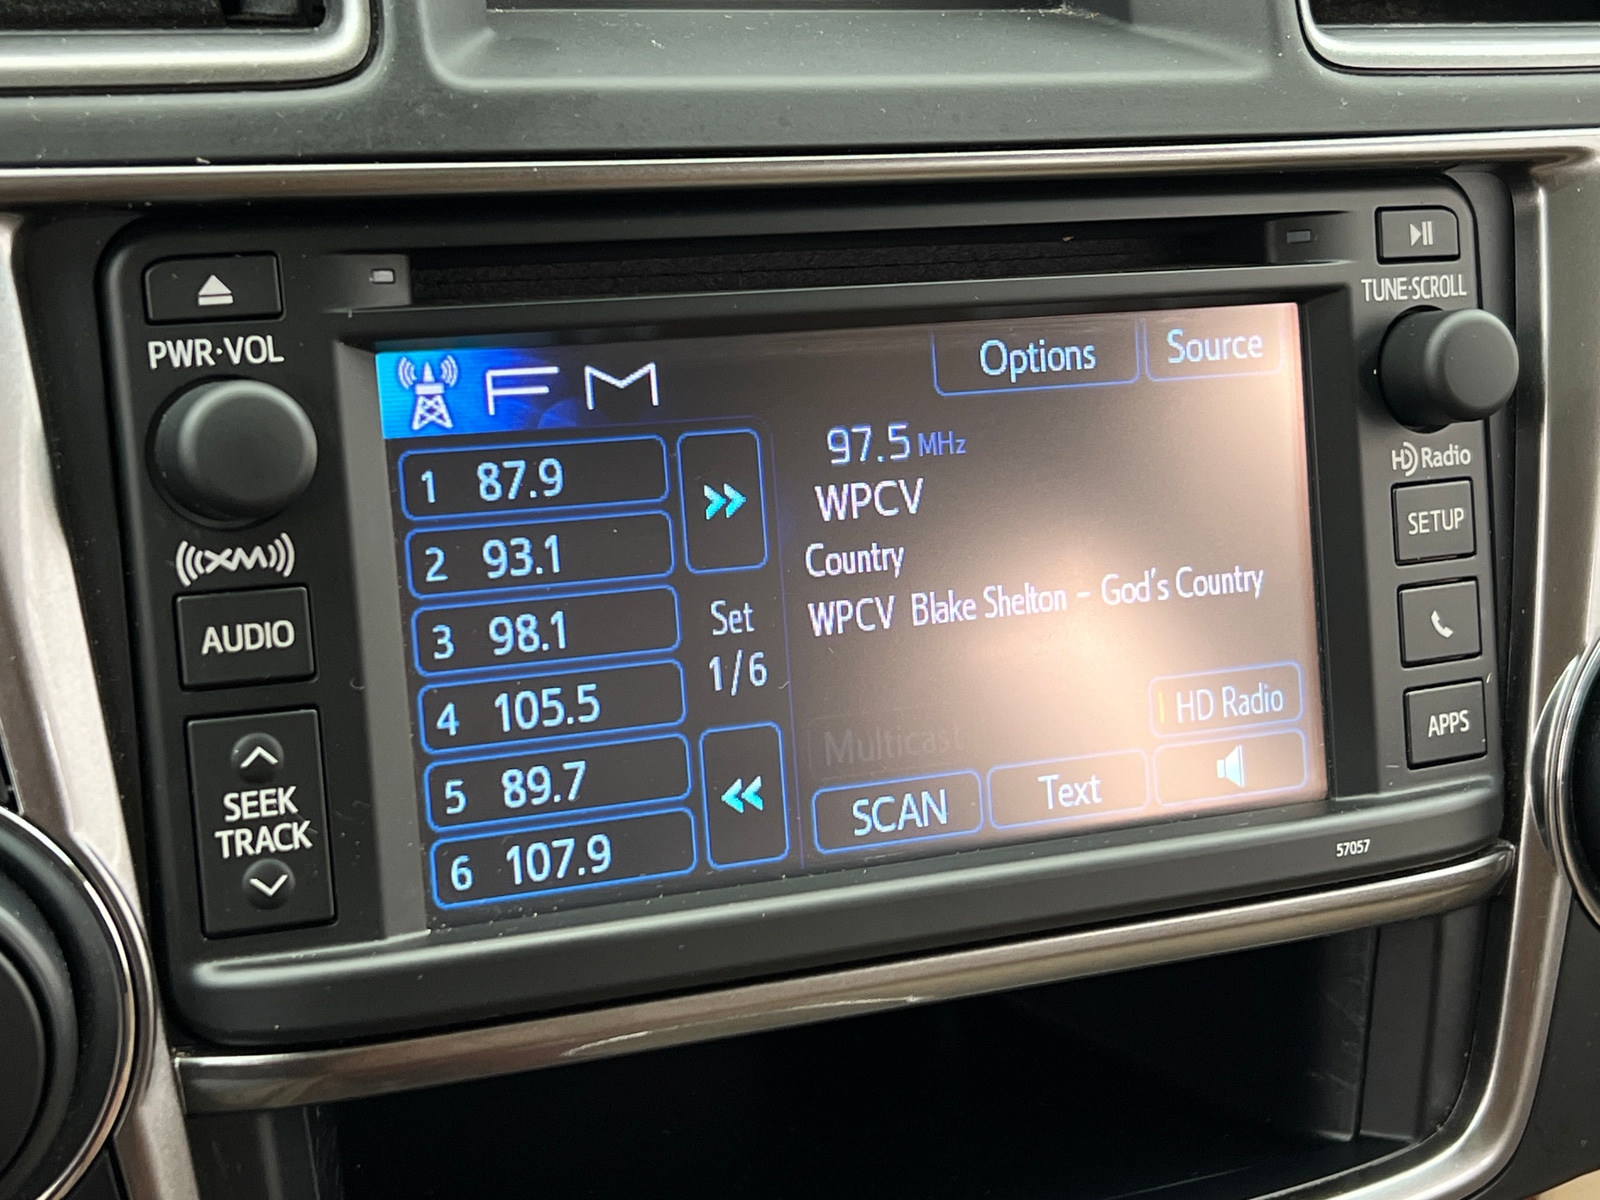 PWR·VOL
((XM))
AUDIO
SEEK
TRACK
FM
Options
Source
1 87.9
2 93.1
3 98.1
4 105.5
5 89.7
6 107.9
Set
1/6
97.5 MHz
WPCV
Country
WPCV Blake Shelton - God's Country
HD Radio
Multicast
SCAN
Text
TUNE·SCROLL
HD Radio
SETUP
APPS
57057